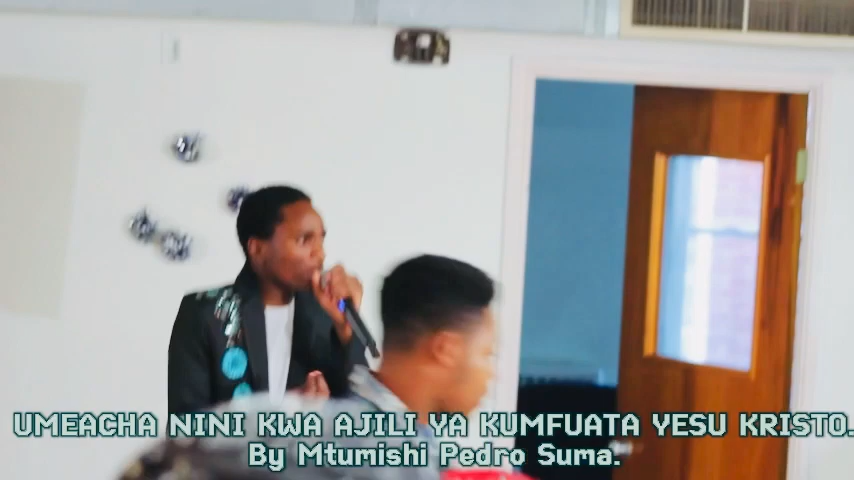 UMEACHA NINI KWA AJILI YA KUMFUATA YESU KRISTO.
By Mtumishi Pedro Suma.